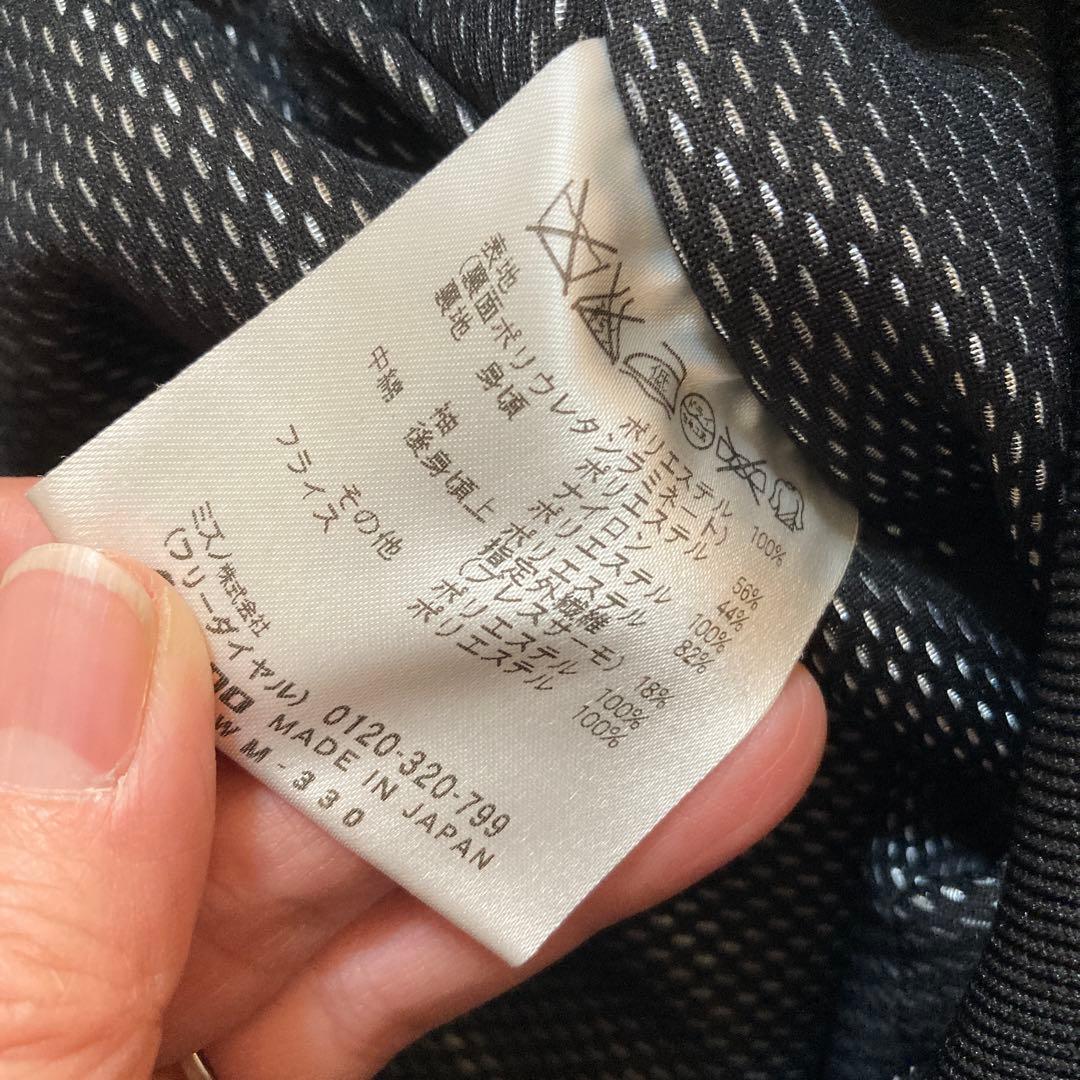 低
ドライ
表地 ポリエステル 100%
(裏面ポリウレタンラミネート)
裏地 身頃 ポリエステル 56%
ナイロン 44%
袖 ポリエステル 100%
中綿 後身頃上 ポリエステル 82%
指定外繊維
(ブレスサーモ) 18%
その他 ポリエステル 100%
フライス ポリエステル 100%
ミズノ株式会社
(フリーダイヤル) 0120-320-799
MADE IN JAPAN
WM-330